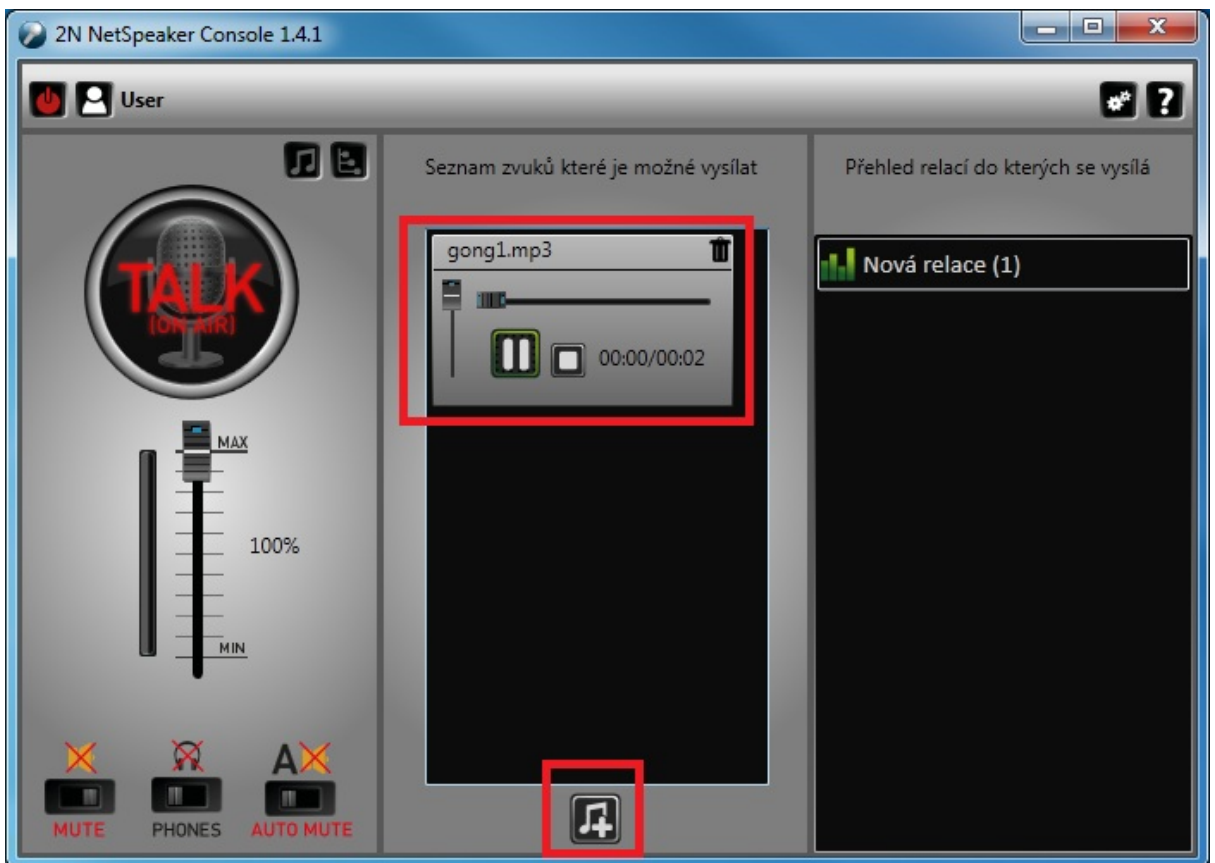 2N NetSpeaker Console 1.4.1
User
Seznam zvuků které je možné vysílat
Přehled relací do kterých se vysílá
gong1.mp3
Nová relace (1)
TALK
(ON AIR)
00:00/00:02
MAX
100%
MIN
A
MUTE
PHONES
AUTO MUTE